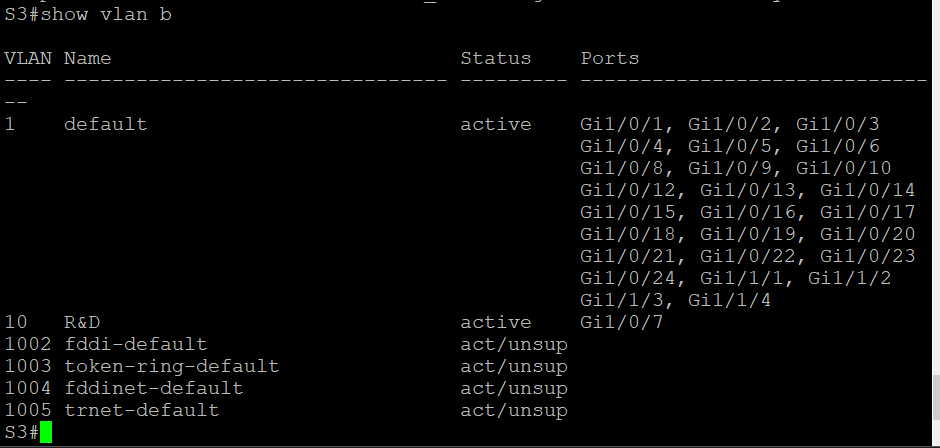 S3#show vlan b
VLAN Name                             Status    Ports
---- -------------------------------- --------- -----------------------------
--
1    default                          active    Gi1/0/1, Gi1/0/2, Gi1/0/3
                                                Gi1/0/4, Gi1/0/5, Gi1/0/6
                                                Gi1/0/8, Gi1/0/9, Gi1/0/10
                                                Gi1/0/12, Gi1/0/13, Gi1/0/14
                                                Gi1/0/15, Gi1/0/16, Gi1/0/17
                                                Gi1/0/18, Gi1/0/19, Gi1/0/20
                                                Gi1/0/21, Gi1/0/22, Gi1/0/23
                                                Gi1/0/24, Gi1/1/1, Gi1/1/2
                                                Gi1/1/3, Gi1/1/4
10   R&D                              active    Gi1/0/7
1002 fddi-default                     act/unsup
1003 token-ring-default               act/unsup
1004 fddinet-default                  act/unsup
1005 trnet-default                    act/unsup
S3#